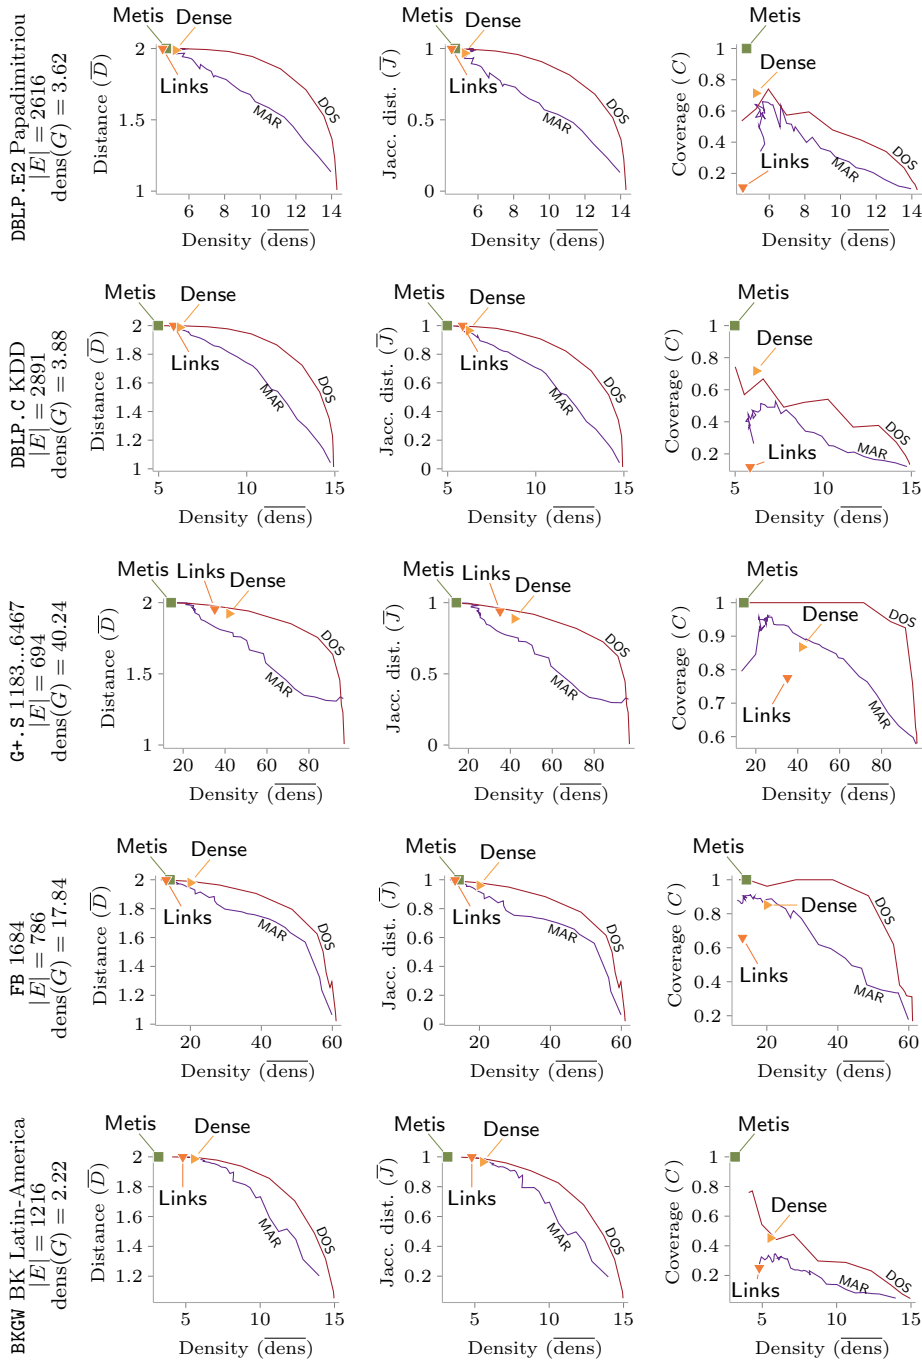 DBLP.E2 Papadimitriou
|E| = 2616
dens(G) = 3.62
Metis
Dense
Links
DOS
MAR
Distance (D̅)
2
1.5
1
4 6 8 10 12 14
Density (d̅e̅n̅s̅)
Metis
Dense
Links
DOS
MAR
Jacc. dist. (J̅)
1
0.5
0
4 6 8 10 12 14
Density (d̅e̅n̅s̅)
Metis
Dense
Links
DOS
MAR
Coverage (C)
1
0.8
0.6
0.4
0.2
6 8 10 12 14
Density (d̅e̅n̅s̅)
DBLP.C KDD
|E| = 2891
dens(G) = 3.88
Metis
Dense
Links
DOS
MAR
Distance (D̅)
2
1.8
1.6
1.4
1.2
1
5 10 15
Density (d̅e̅n̅s̅)
Metis
Dense
Links
DOS
MAR
Jacc. dist. (J̅)
1
0.8
0.6
0.4
0.2
0
5 10 15
Density (d̅e̅n̅s̅)
Metis
Dense
Links
DOS
MAR
Coverage (C)
1
0.8
0.6
0.4
0.2
5 10 15
Density (d̅e̅n̅s̅)
G+.S 1183...6467
|E| = 694
dens(G) = 40.24
Metis
Links
Dense
DOS
MAR
Distance (D̅)
2
1.5
1
20 40 60 80
Density (d̅e̅n̅s̅)
Metis
Links
Dense
DOS
MAR
Jacc. dist. (J̅)
1
0.5
0
20 40 60 80
Density (d̅e̅n̅s̅)
Metis
Dense
Links
DOS
MAR
Coverage (C)
1
0.9
0.8
0.7
0.6
20 40 60 80
Density (d̅e̅n̅s̅)
FB 1684
|E| = 786
dens(G) = 17.84
Metis
Dense
Links
DOS
MAR
Distance (D̅)
2
1.8
1.6
1.4
1.2
1
20 40 60
Density (d̅e̅n̅s̅)
Metis
Dense
Links
DOS
MAR
Jacc. dist. (J̅)
1
0.8
0.6
0.4
0.2
0
20 40 60
Density (d̅e̅n̅s̅)
Metis
Dense
Links
DOS
MAR
Coverage (C)
1
0.8
0.6
0.4
0.2
20 40 60
Density (d̅e̅n̅s̅)
BKGW BK Latin-America
|E| = 1216
dens(G) = 2.22
Metis
Dense
Links
DOS
MAR
Distance (D̅)
2
1.8
1.6
1.4
1.2
5 10 15
Density (d̅e̅n̅s̅)
Metis
Dense
Links
DOS
MAR
Jacc. dist. (J̅)
1
0.8
0.6
0.4
0.2
5 10 15
Density (d̅e̅n̅s̅)
Metis
Dense
Links
DOS
MAR
Coverage (C)
1
0.8
0.6
0.4
0.2
5 10 15
Density (d̅e̅n̅s̅)